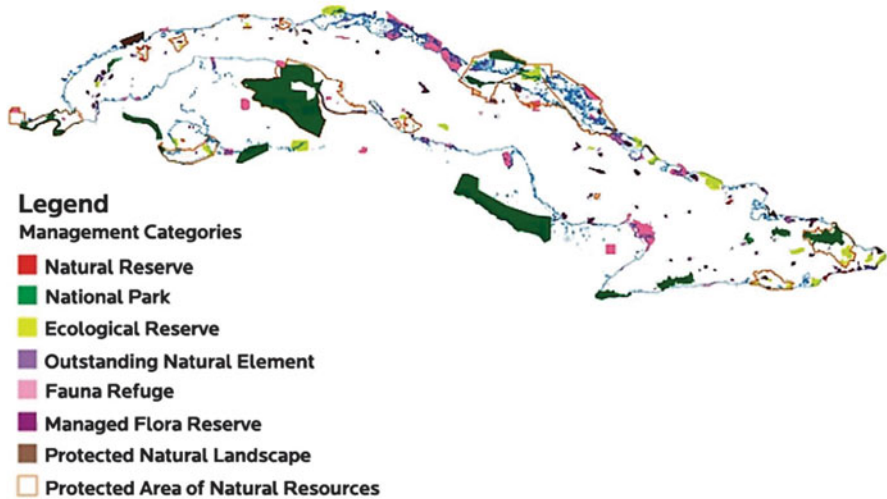 Legend
Management Categories
Natural Reserve
National Park
Ecological Reserve
Outstanding Natural Element
Fauna Refuge
Managed Flora Reserve
Protected Natural Landscape
Protected Area of Natural Resources